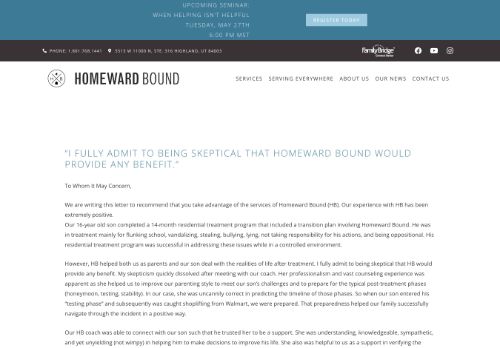 UPCOMING SEMINAR:
WHEN HELPING ISN'T HELPFUL
TUESDAY, MAY 27TH
6:00 PM MST
REGISTER TODAY
PHONE: 1.801.768.1441
5513 W 11000 N, STE. 316 HIGHLAND, UT 84003
FamilyBridge
HOMEWARD BOUND
SERVICES SERVING EVERYWHERE ABOUT US OUR NEWS CONTACT US
"I FULLY ADMIT TO BEING SKEPTICAL THAT HOMEWARD BOUND WOULD
PROVIDE ANY BENEFIT."
To Whom It May Concern,
We are writing this letter to recommend that you take advantage of the services of Homeward Bound (HB). Our experience with HB has been
extremely positive.
Our 16-year old son completed a 14-month residential treatment program that included a transition plan involving Homeward Bound. He was
in treatment mainly for flunking school, vandalizing, stealing, bullying, lying, not taking responsibility for his actions, and being oppositional. His
residential treatment program was successful in addressing these issues while in a controlled environment.
However, HB helped both us as parents and our son deal with the realities of life after treatment. I fully admit to being skeptical that HB would
provide any benefit. My skepticism quickly dissolved after meeting with our coach. Her professionalism and vast counseling experience was
apparent as she helped us to improve our parenting style to meet our son's challenges and to prepare for the typical post-treatment phases
(honeymoon, testing, stability). In our case, she was uncannily correct in predicting the timeline of those phases. So when our son entered his
"testing phase" and subsequently was caught shoplifting from Walmart, we were prepared. That preparedness helped our family successfully
navigate through the incident in a positive way.
Our HB coach was able to connect with our son such that he trusted her to be a support. She was understanding, knowledgeable, sympathetic,
and yet unyielding (not wimpy) in helping him to make decisions to improve his life. She also was helpful to us as a support in verifying the